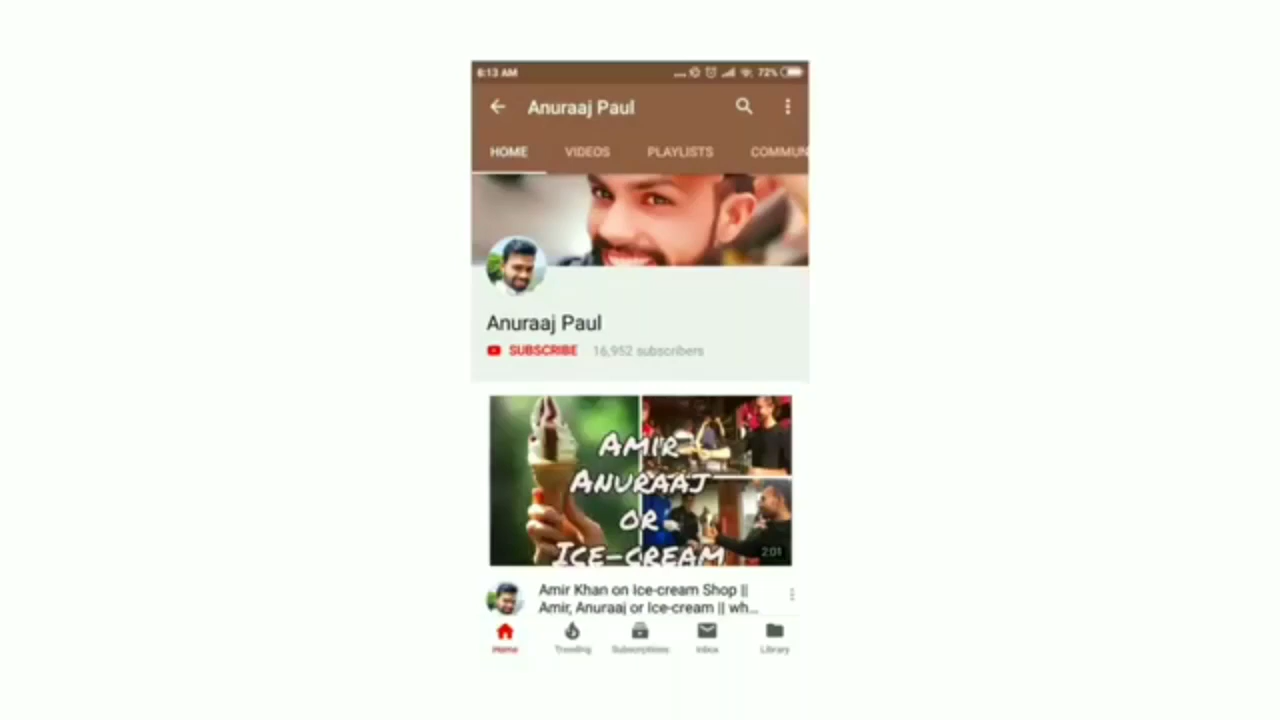 6:13 AM 72%
Anuraaj Paul
HOME VIDEOS PLAYLISTS COMMUN
Anuraaj Paul
SUBSCRIBE 16,952 subscribers
AMIR
ANURAAJ
OR
ICE-CREAM
2:01
Amir Khan on Ice-cream Shop ||
Amir, Anuraaj or Ice-cream || wh...
Home Trending Subscriptions Inbox Library